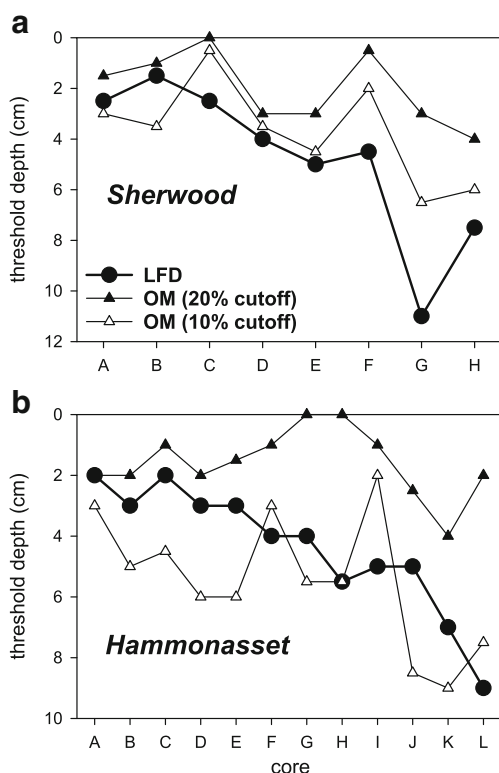 a
0
2
4
6
8
10
12
threshold depth (cm)
Sherwood
LFD
OM (20% cutoff)
OM (10% cutoff)
A B C D E F G H
b
0
2
4
6
8
10
threshold depth (cm)
Hammonasset
A B C D E F G H I J K L
core